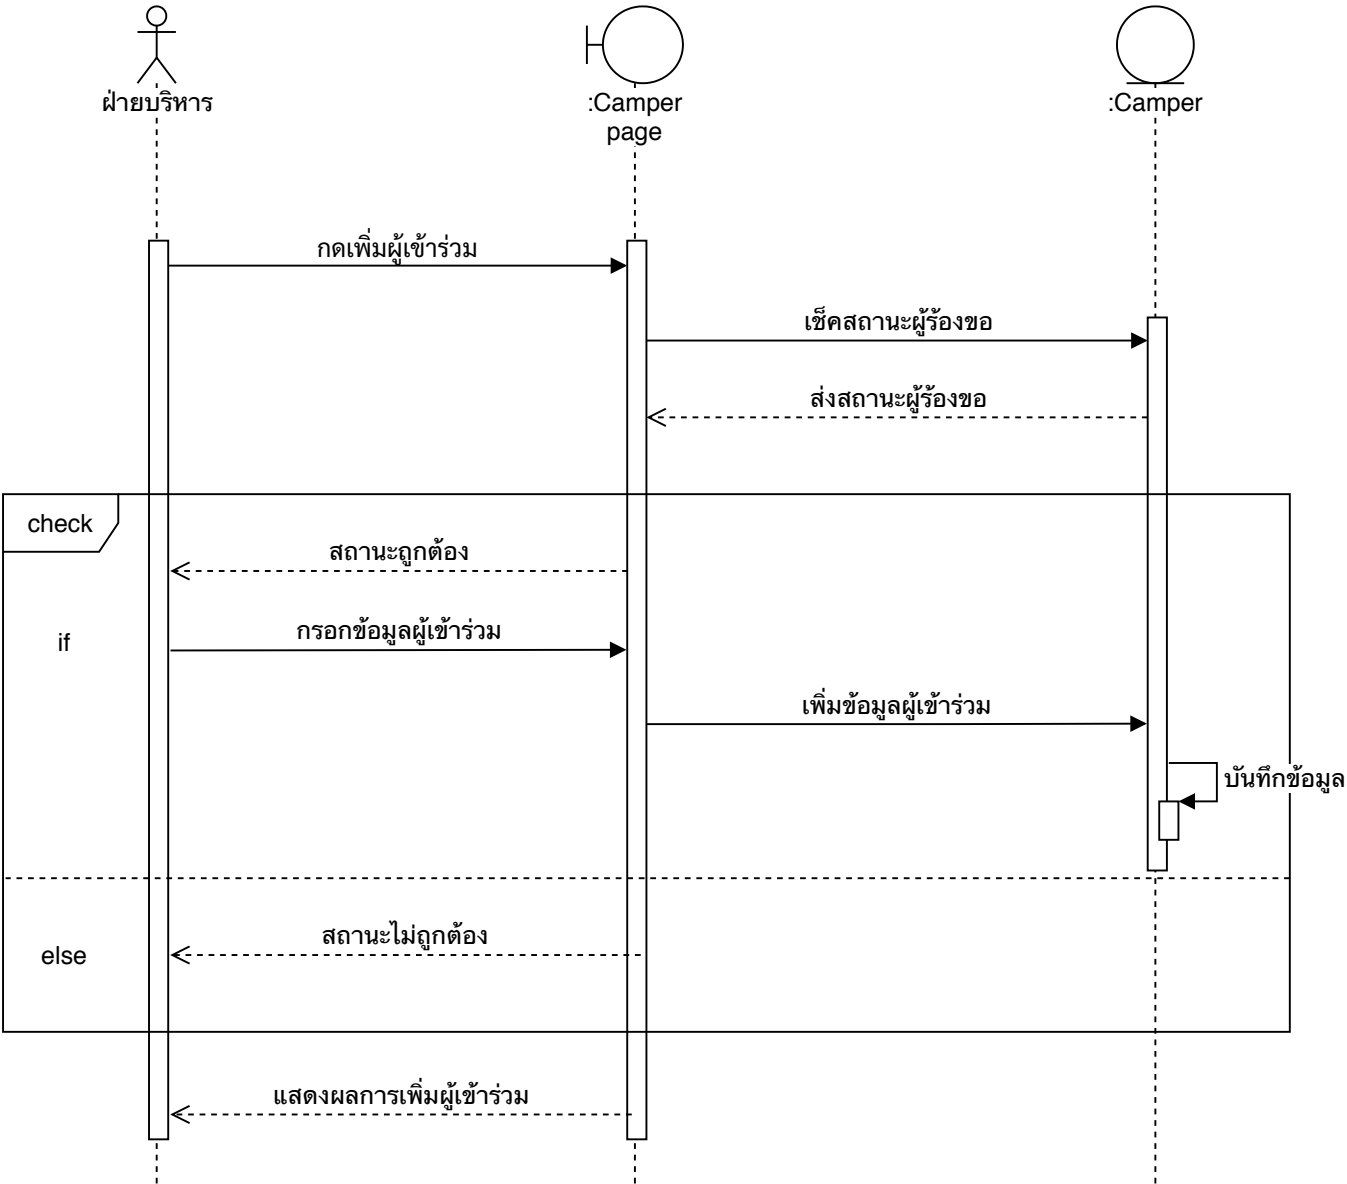 ฝ่ายบริหาร
:Camper
page
:Camper
กดเพิ่มผู้เข้าร่วม
เช็คสถานะผู้ร้องขอ
ส่งสถานะผู้ร้องขอ
check
สถานะถูกต้อง
if
กรอกข้อมูลผู้เข้าร่วม
เพิ่มข้อมูลผู้เข้าร่วม
บันทึกข้อมูล
else
สถานะไม่ถูกต้อง
แสดงผลการเพิ่มผู้เข้าร่วม